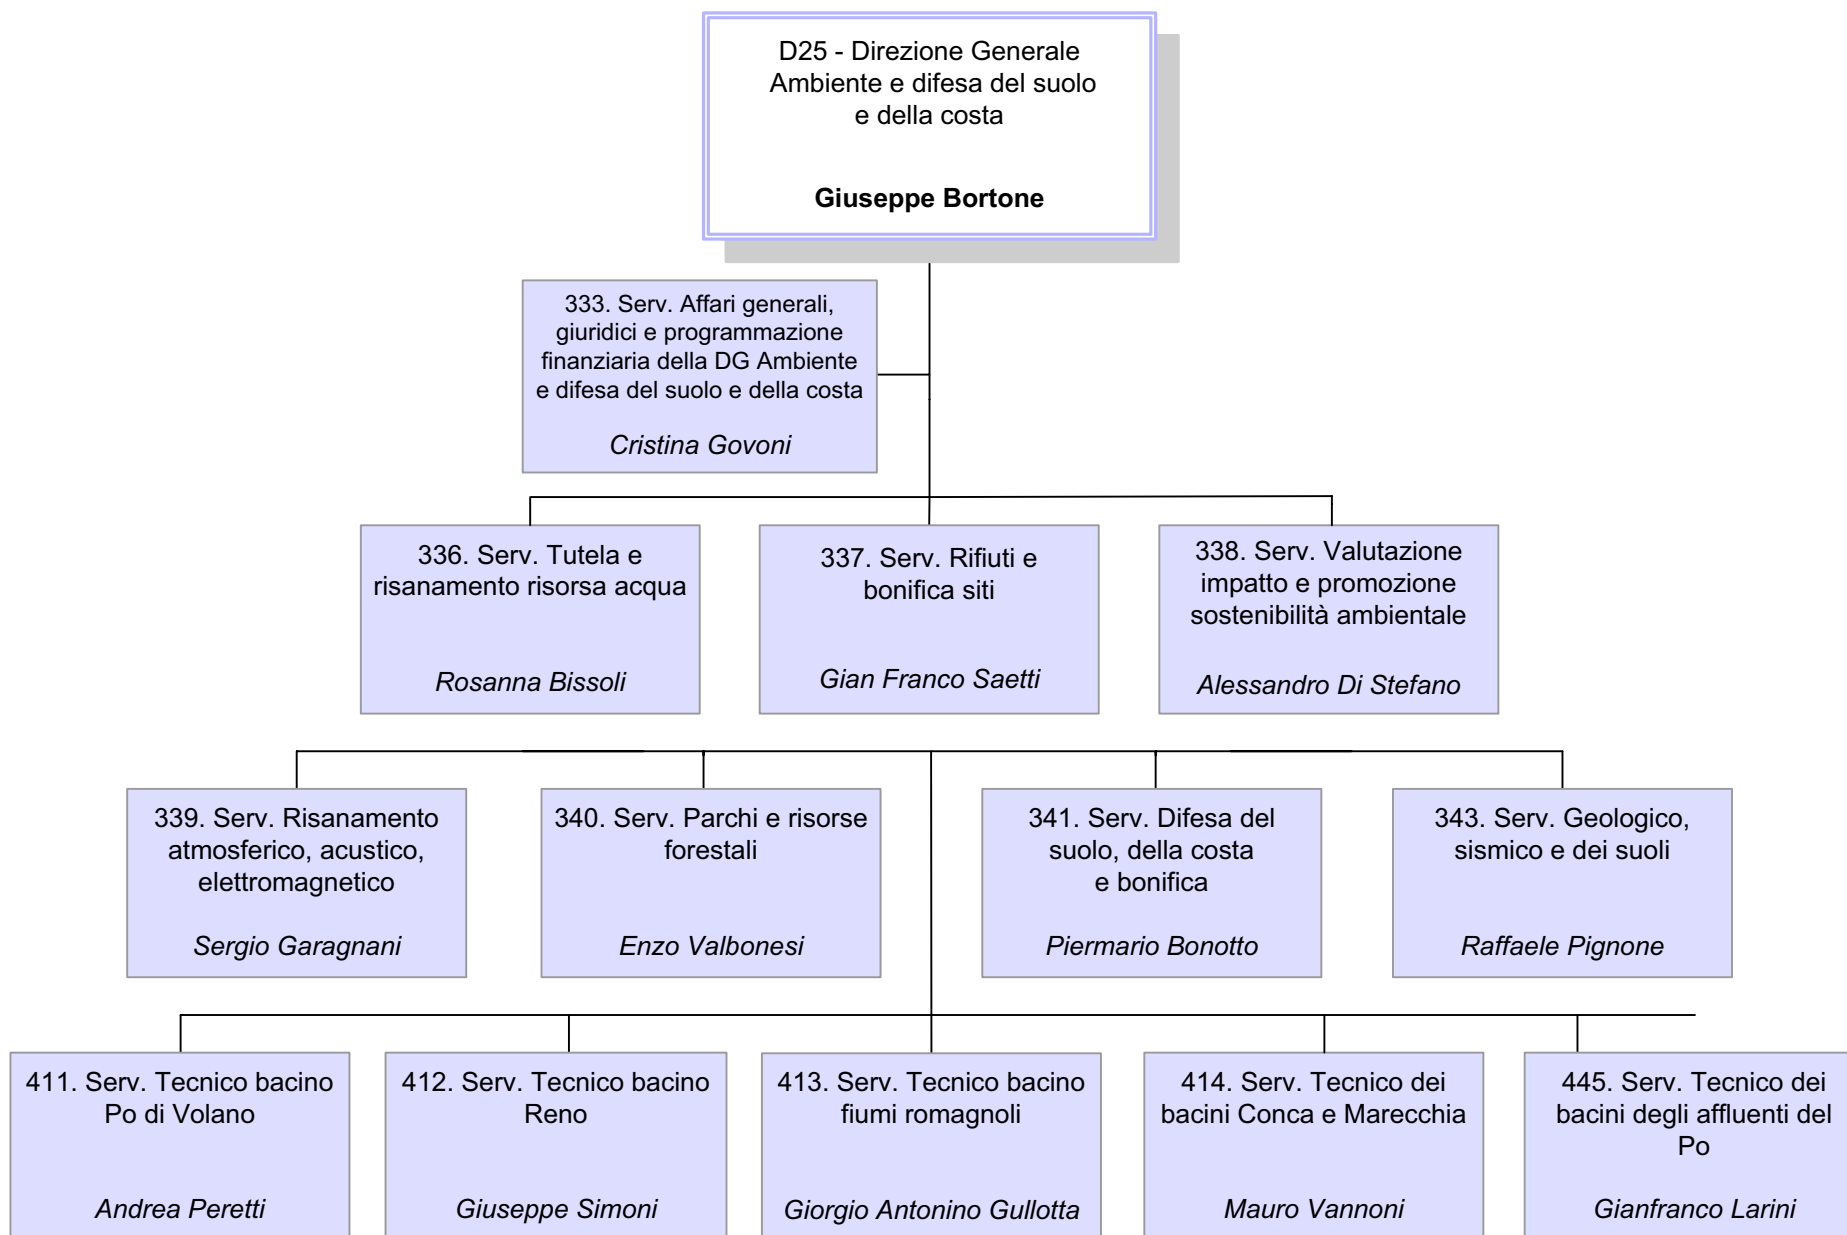 D25 - Direzione Generale
Ambiente e difesa del suolo
e della costa
Giuseppe Bortone
333. Serv. Affari generali,
giuridici e programmazione
finanziaria della DG Ambiente
e difesa del suolo e della costa
Cristina Govoni
336. Serv. Tutela e
risanamento risorsa acqua
Rosanna Bissoli
337. Serv. Rifiuti e
bonifica siti
Gian Franco Saetti
338. Serv. Valutazione
impatto e promozione
sostenibilità ambientale
Alessandro Di Stefano
339. Serv. Risanamento
atmosferico, acustico,
elettromagnetico
Sergio Garagnani
340. Serv. Parchi e risorse
forestali
Enzo Valbonesi
341. Serv. Difesa del
suolo, della costa
e bonifica
Piermario Bonotto
343. Serv. Geologico,
sismico e dei suoli
Raffaele Pignone
411. Serv. Tecnico bacino
Po di Volano
Andrea Peretti
412. Serv. Tecnico bacino
Reno
Giuseppe Simoni
413. Serv. Tecnico bacino
fiumi romagnoli
Giorgio Antonino Gullotta
414. Serv. Tecnico dei
bacini Conca e Marecchia
Mauro Vannoni
445. Serv. Tecnico dei
bacini degli affluenti del
Po
Gianfranco Larini